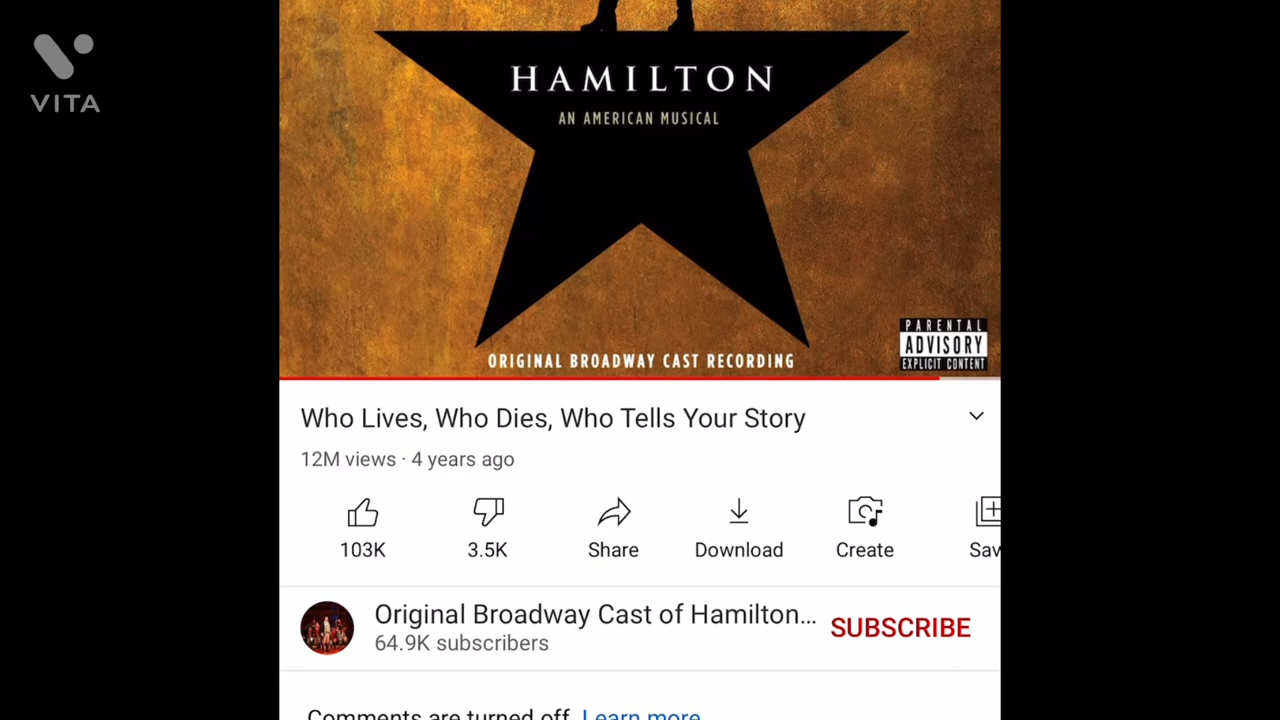 VITA
HAMILTON
AN AMERICAN MUSICAL
PARENTAL
ADVISORY
EXPLICIT CONTENT
ORIGINAL BROADWAY CAST RECORDING
Who Lives, Who Dies, Who Tells Your Story
12M views · 4 years ago
103K 3.5K Share Download Create Sav
Original Broadway Cast of Hamilton... SUBSCRIBE
64.9K subscribers
Comments are turned off. Learn more